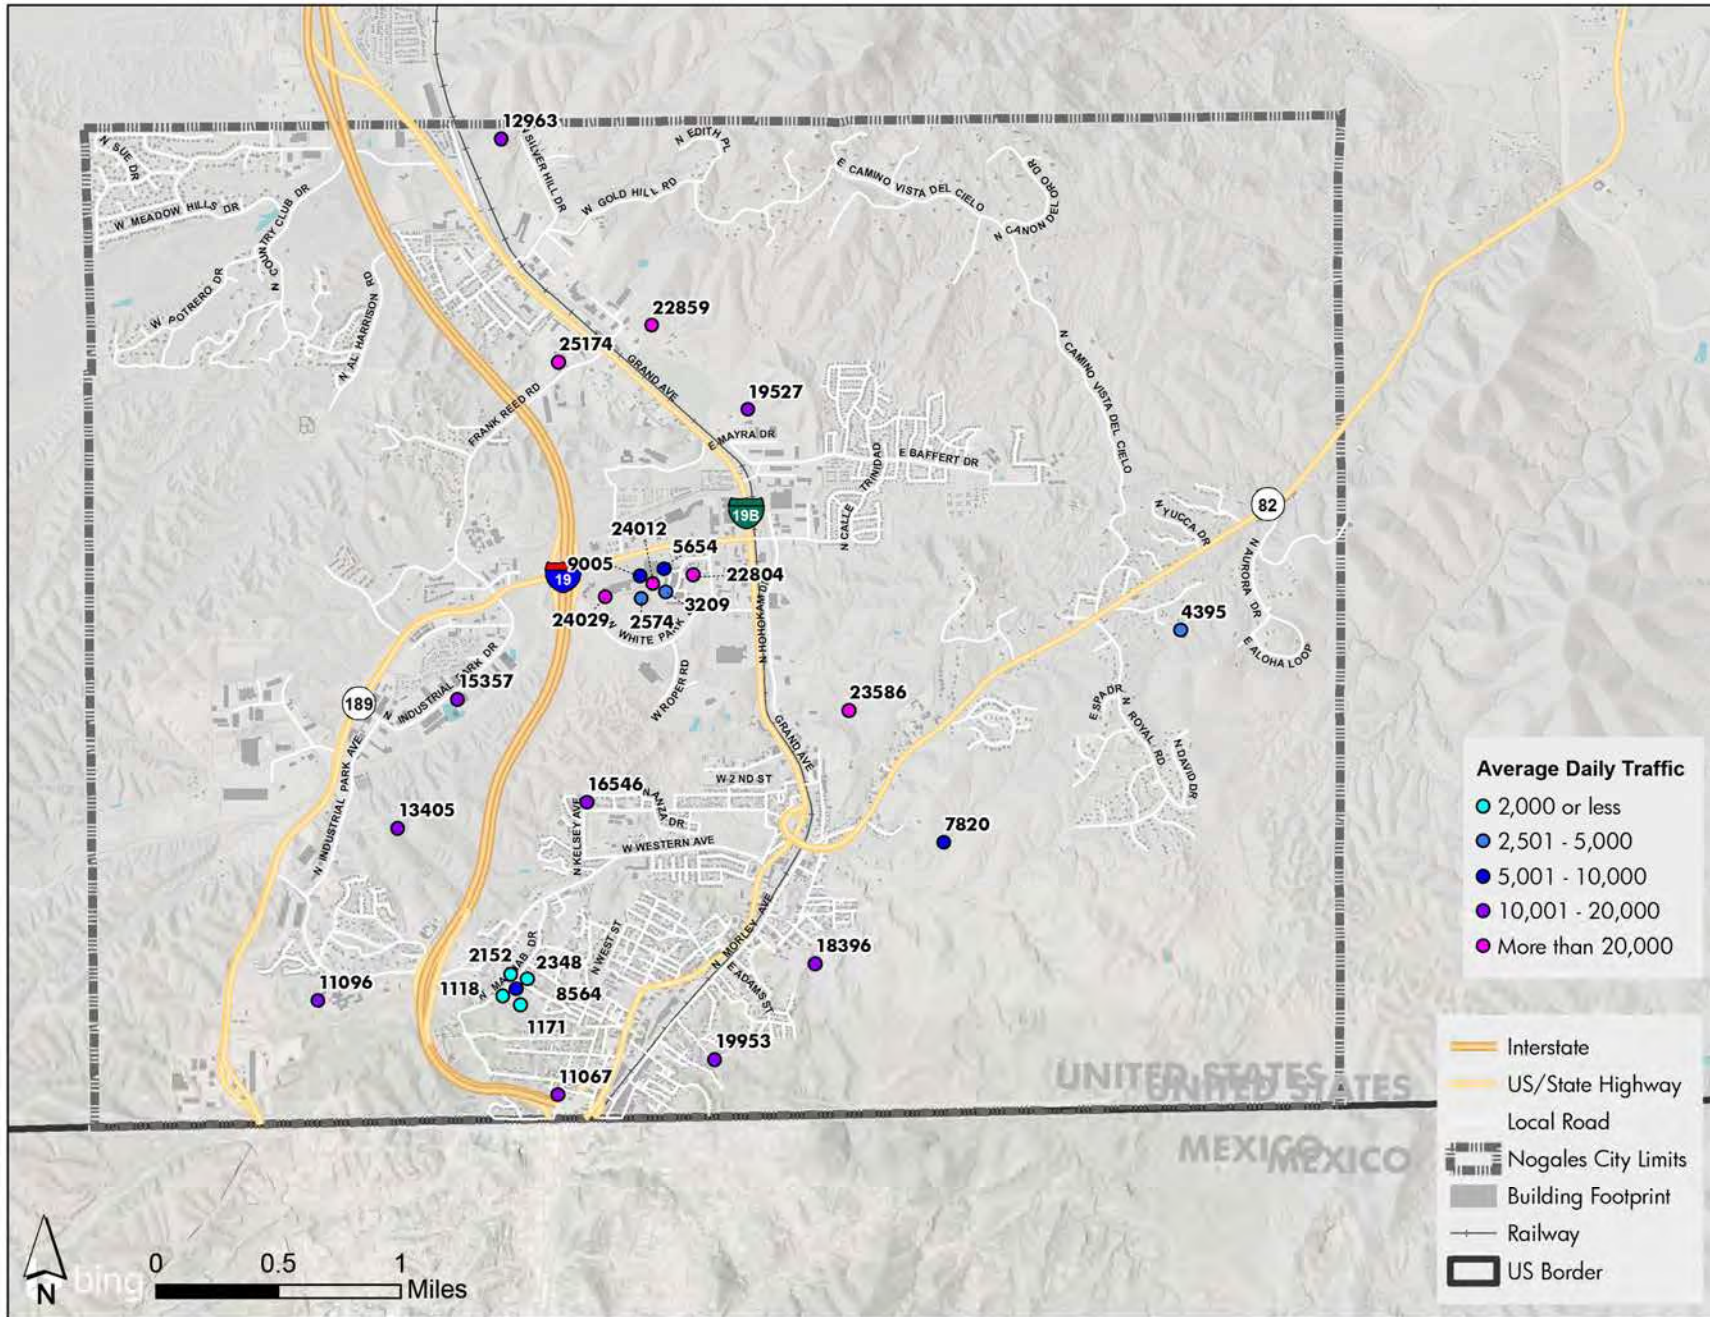 12963
N SUE DR
N SILVER HILL DR
N EDITH PL
E CAMINO VISTA DEL CIELO
N CANON DEL ORO DR
W GOLD HILL RD
W MEADOW HILLS DR
N COUNTRY CLUB DR
W POTRERO DR
N AL HARRISON RD
22859
25174
GRAND AVE
FRANK REED RD
19527
E MAYRA DR
E BAFFERT DR
N CALLE TRINIDAD
N CAMINO VISTA DEL CIELO
N YUCCA DR
82
N AURORA DR
E ALOHA LOOP
19B
24012
5654
9005
19
22804
3209
24029
2574
N WHITE PARK
N HOHOKAM DR
W ROPER RD
4395
N INDUSTRIAL PARK DR
15357
189
23586
E SPA DR
N ROYAL RD
N DAVID DR
GRAND AVE
W 2ND ST
16546
N ANZA DR
N KELSEY AVE
W WESTERN AVE
N INDUSTRIAL PARK AVE
13405
7820
N WEST ST
N MORLEY AVE
E ADAMS ST
18396
2152
2348
1118
8564
1171
11096
19953
11067
UNITED STATES
UNITED STATES
MEXICO
MEXICO
Average Daily Traffic
2,000 or less
2,501 - 5,000
5,001 - 10,000
10,001 - 20,000
More than 20,000
Interstate
US/State Highway
Local Road
Nogales City Limits
Building Footprint
Railway
US Border
N
bing
0 0.5 1
Miles